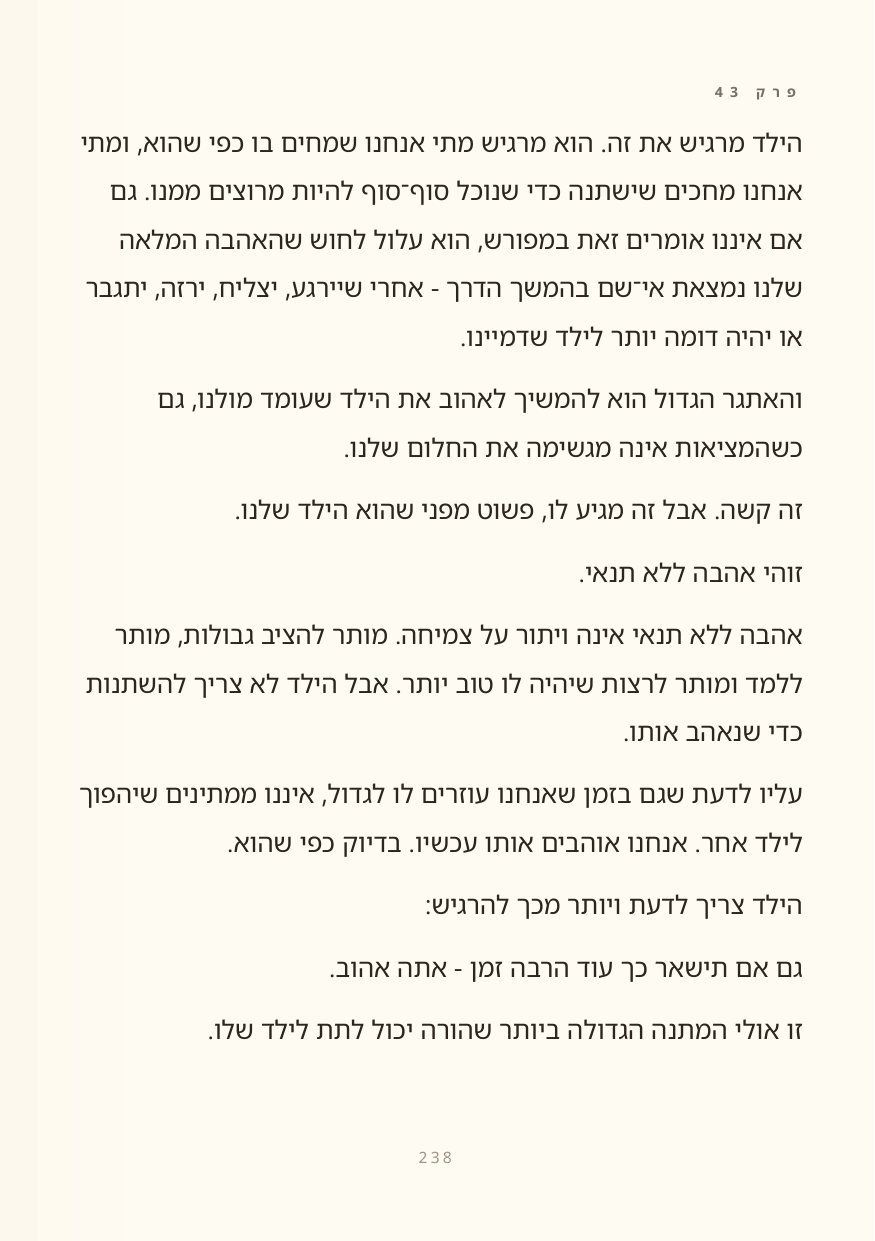 פרק 43
הילד מרגיש את זה. הוא מרגיש מתי אנחנו שמחים בו כפי שהוא, ומתי
אנחנו מחכים שישתנה כדי שנוכל סוף־סוף להיות מרוצים ממנו. גם
אם איננו אומרים זאת במפורש, הוא עלול לחוש שהאהבה המלאה
שלנו נמצאת אי־שם בהמשך הדרך - אחרי שיירגע, יצליח, ירזה, יתגבר
או יהיה דומה יותר לילד שדמיינו.
והאתגר הגדול הוא להמשיך לאהוב את הילד שעומד מולנו, גם
כשהמציאות אינה מגשימה את החלום שלנו.
זה קשה. אבל זה מגיע לו, פשוט מפני שהוא הילד שלנו.
זוהי אהבה ללא תנאי.
אהבה ללא תנאי אינה ויתור על צמיחה. מותר להציב גבולות, מותר
ללמד ומותר לרצות שיהיה לו טוב יותר. אבל הילד לא צריך להשתנות
כדי שנאהב אותו.
עליו לדעת שגם בזמן שאנחנו עוזרים לו לגדול, איננו ממתינים שיהפוך
לילד אחר. אנחנו אוהבים אותו עכשיו. בדיוק כפי שהוא.
הילד צריך לדעת ויותר מכך להרגיש:
גם אם תישאר כך עוד הרבה זמן - אתה אהוב.
זו אולי המתנה הגדולה ביותר שהורה יכול לתת לילד שלו.
238